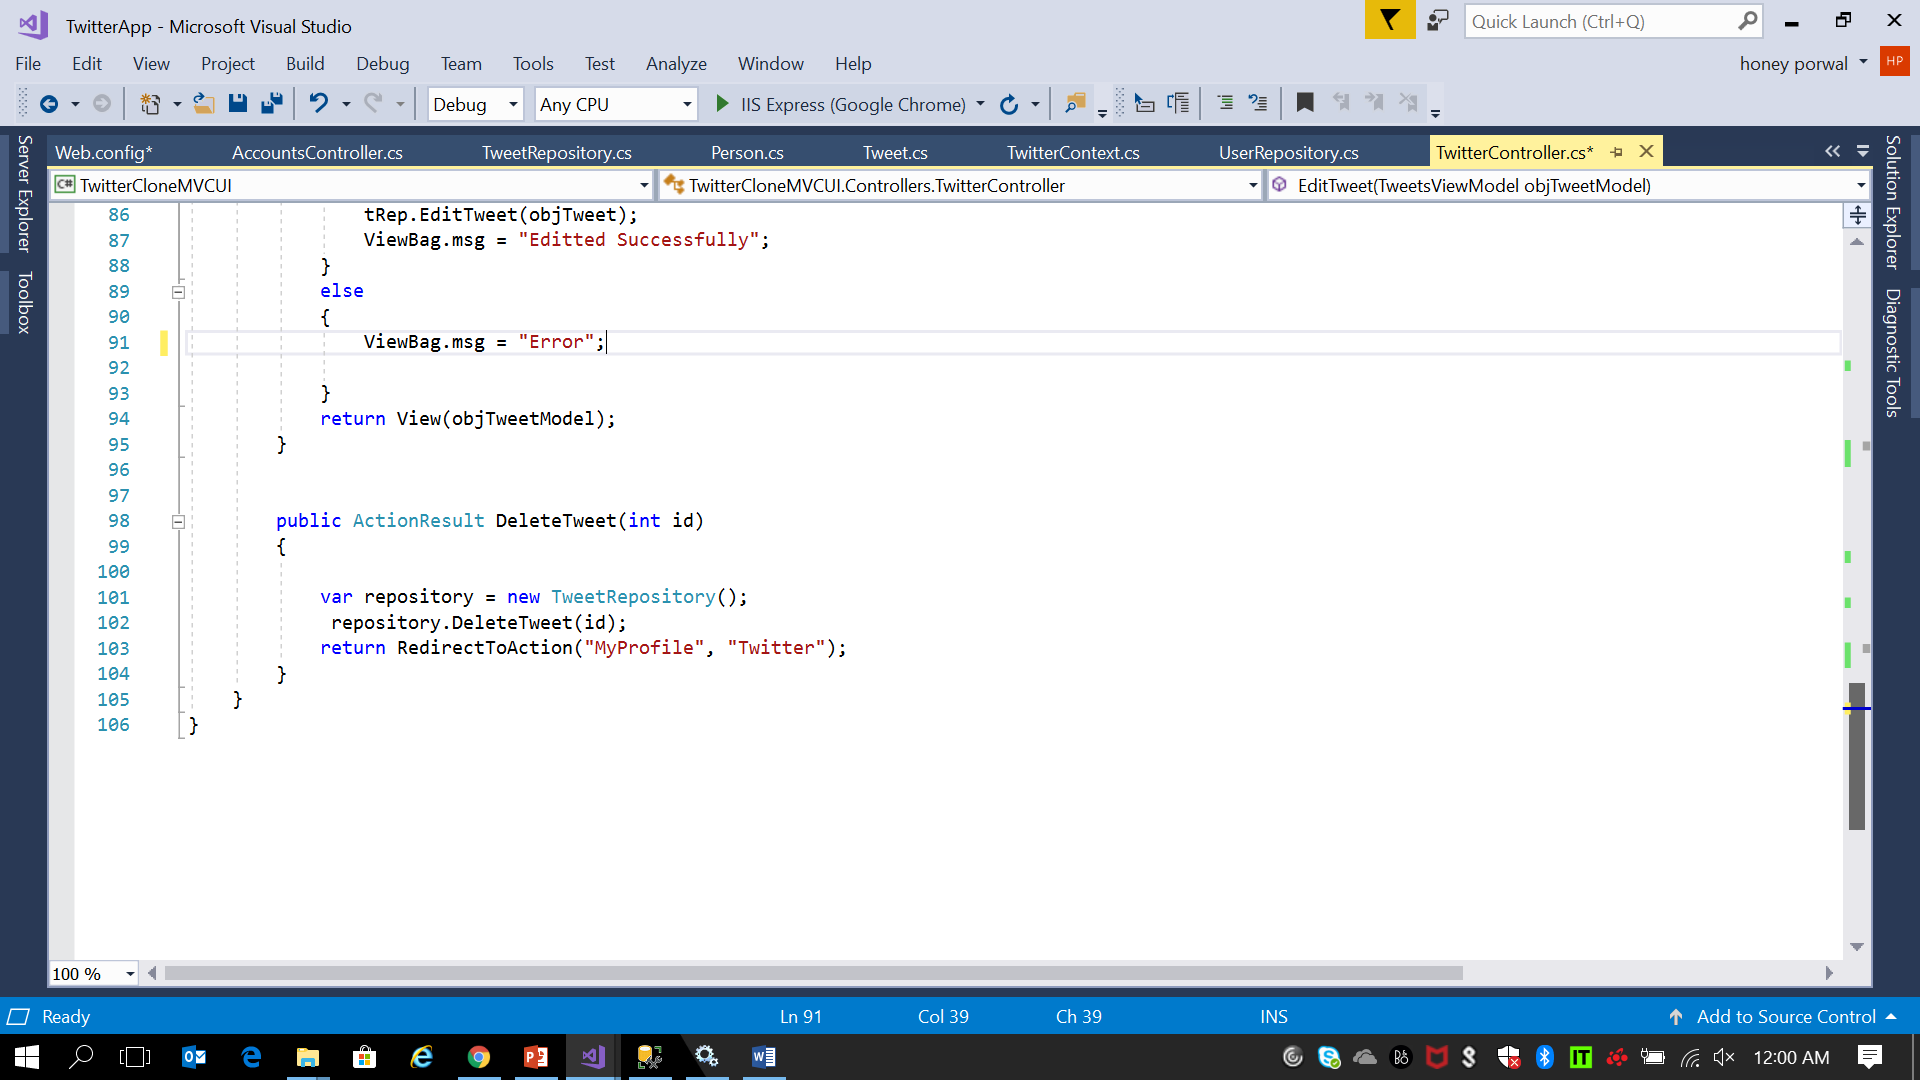 TwitterApp - Microsoft Visual Studio
Quick Launch (Ctrl+Q)
File Edit View Project Build Debug Team Tools Test Analyze Window Help
honey porwal HP
Debug Any CPU IIS Express (Google Chrome)
Server Explorer
Toolbox
Web.config* AccountsController.cs TweetRepository.cs Person.cs Tweet.cs TwitterContext.cs UserRepository.cs TwitterController.cs*
C# TwitterCloneMVCUI TwitterCloneMVCUI.Controllers.TwitterController EditTweet(TweetsViewModel objTweetModel)
86 tRep.EditTweet(objTweet);
87 ViewBag.msg = "Editted Successfully";
88 }
89 else
90 {
91 ViewBag.msg = "Error";
92
93 }
94 return View(objTweetModel);
95 }
96
97
98 public ActionResult DeleteTweet(int id)
99 {
100
101 var repository = new TweetRepository();
102 repository.DeleteTweet(id);
103 return RedirectToAction("MyProfile", "Twitter");
104 }
105 }
106 }
Solution Explorer
Diagnostic Tools
100 %
Ready Ln 91 Col 39 Ch 39 INS Add to Source Control
12:00 AM